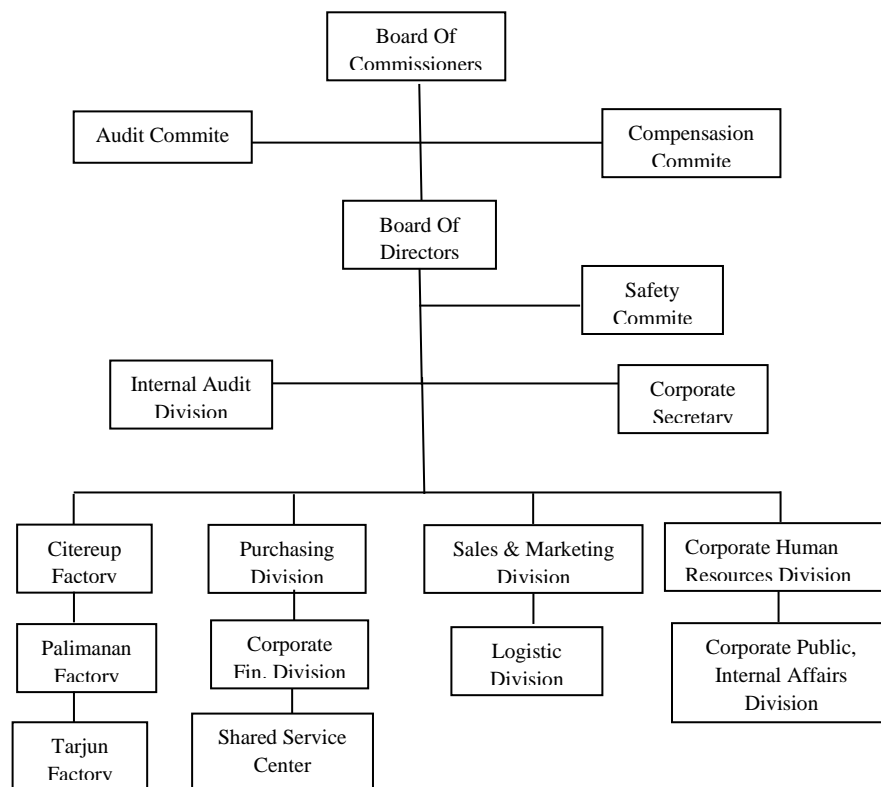 Board Of
Commissioners
Audit Commite
Compensasion
Commite
Board Of
Directors
Safety
Commite
Internal Audit
Division
Corporate
Secretary
Citereup
Factory
Purchasing
Division
Sales & Marketing
Division
Corporate Human
Resources Division
Palimanan
Factory
Corporate
Fin. Division
Logistic
Division
Corporate Public,
Internal Affairs
Division
Tarjun
Factory
Shared Service
Center